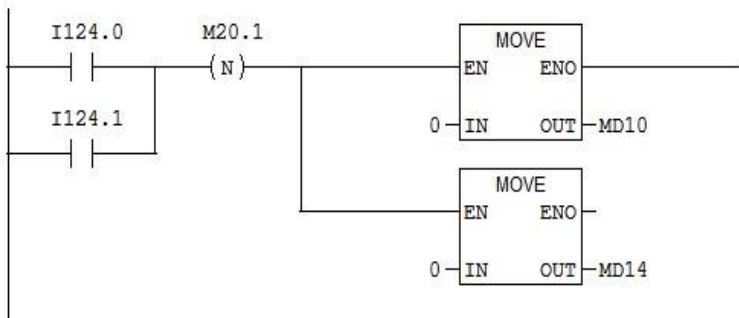 I124.0 M20.1
MOVE
(N) EN ENO
I124.1
0 IN OUT MD10
MOVE
EN ENO
0 IN OUT MD14